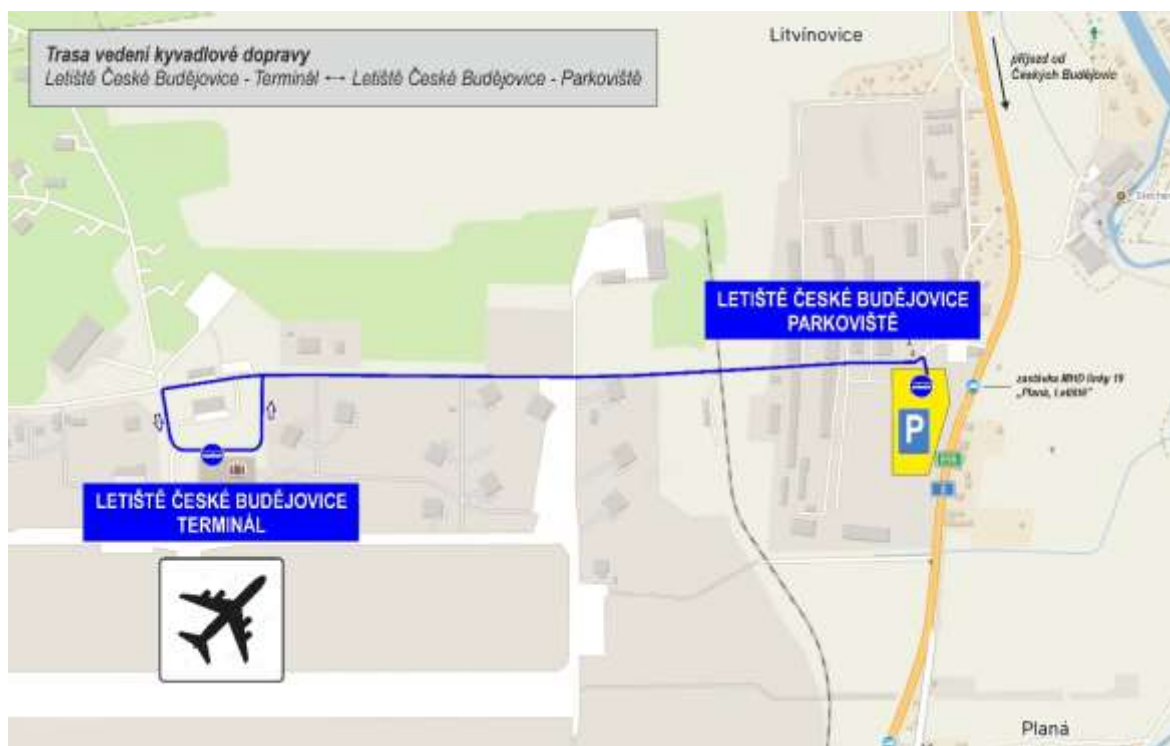 Trasa vedení kyvadlové dopravy
Letiště České Budějovice - Terminál ←→ Letiště České Budějovice - Parkoviště
Litvínovice
příjezd od
Českých Budějovic
LETIŠTĚ ČESKÉ BUDĚJOVICE
PARKOVIŠTĚ
zastávka MHD linky 19
„Planá, Letiště"
P
LETIŠTĚ ČESKÉ BUDĚJOVICE
TERMINÁL
3
Planá